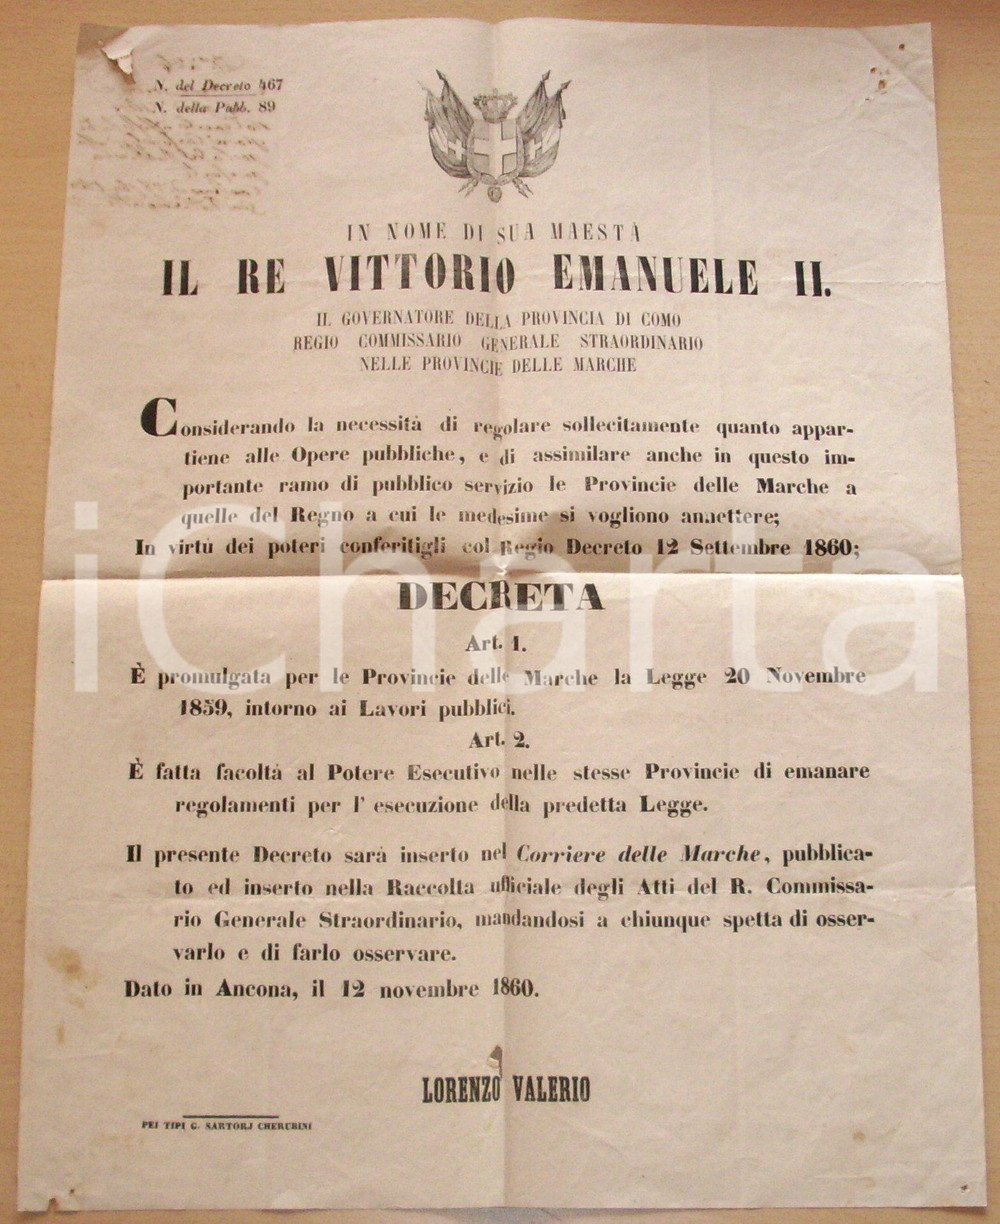 N. del Decreto 467
N. della Pubb. 89
IN NOME DI SUA MAESTÀ
IL RE VITTORIO EMANUELE II.
IL GOVERNATORE DELLA PROVINCIA DI COMO
REGIO COMMISSARIO GENERALE STRAORDINARIO
NELLE PROVINCIE DELLE MARCHE
Considerando la necessità di regolare sollecitamente quanto appar-
tiene alle Opere pubbliche, e di assimilare anche in questo im-
portante ramo di pubblico servizio le Provincie delle Marche a
quelle del Regno a cui le medesime si vogliono annettere;
In virtù dei poteri conferitigli col Regio Decreto 12 Settembre 1860;
iCharta
DECRETA
Art. 1.
È promulgata per le Provincie delle Marche la Legge 20 Novembre
1859, intorno ai Lavori pubblici.
Art. 2.
È fatta facoltà al Potere Esecutivo nelle stesse Provincie di emanare
regolamenti per l' esecuzione della predetta Legge.
Il presente Decreto sarà inserto nel Corriere delle Marche, pubblica-
to ed inserto nella Raccolta ufficiale degli Atti del R. Commissa-
rio Generale Straordinario, mandandosi a chiunque spetta di osser-
varlo e di farlo osservare.
Dato in Ancona, il 12 novembre 1860.
LORENZO VALERIO
PEI TIPI G. SARTORJ CHERUBINI